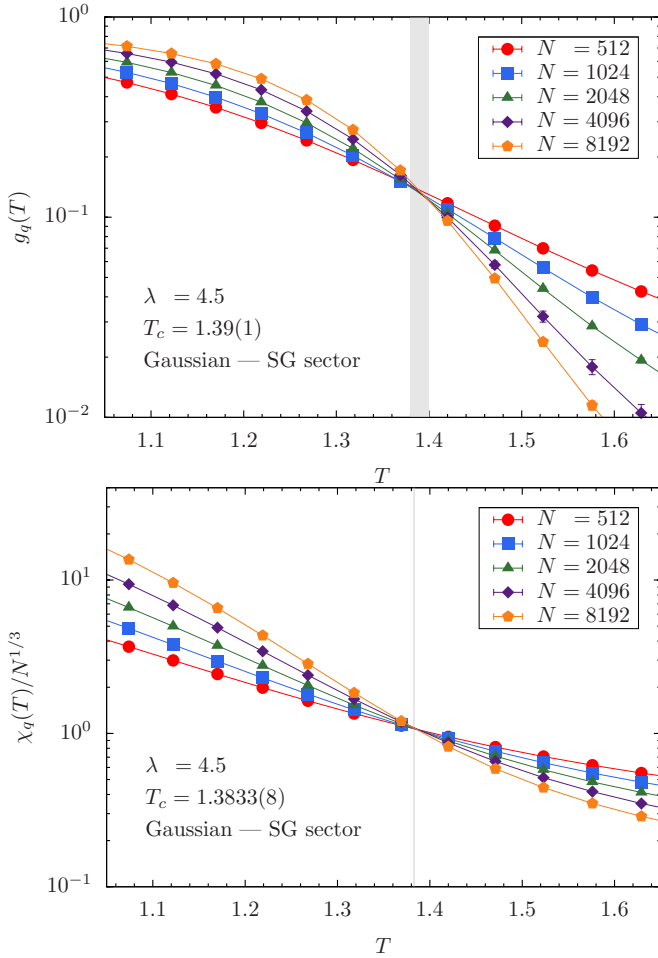 10^0
10^{-1}
10^{-2}
g_q(T)
N = 512
N = 1024
N = 2048
N = 4096
N = 8192
λ = 4.5
T_c = 1.39(1)
Gaussian — SG sector
1.1 1.2 1.3 1.4 1.5 1.6
T
10^1
10^0
10^{-1}
χ_q(T)/N^{1/3}
N = 512
N = 1024
N = 2048
N = 4096
N = 8192
λ = 4.5
T_c = 1.3833(8)
Gaussian — SG sector
1.1 1.2 1.3 1.4 1.5 1.6
T